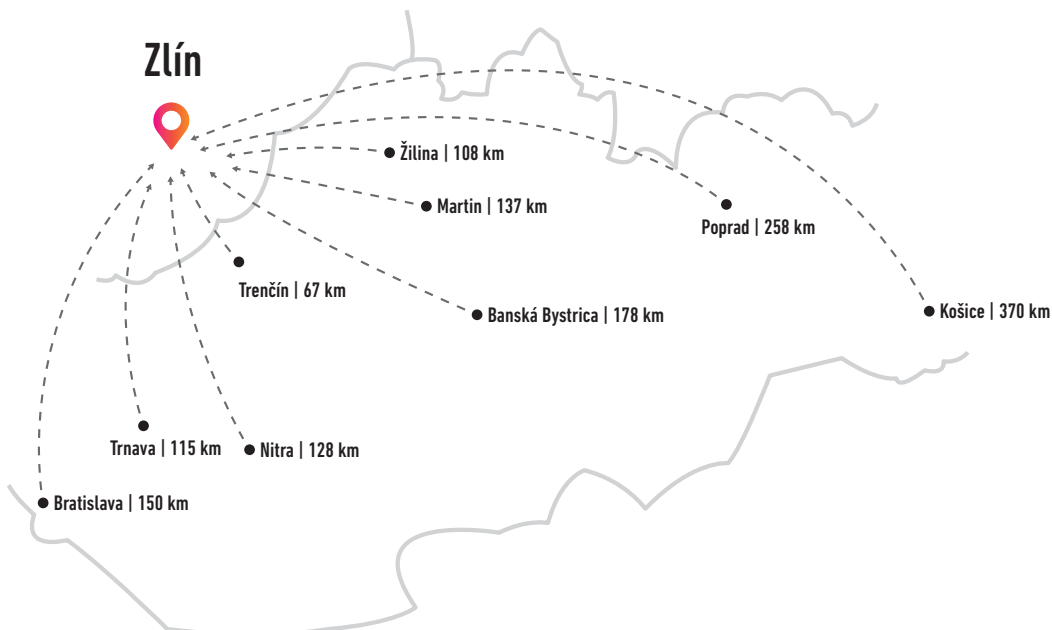 Zlín
Žilina | 108 km
Martin | 137 km
Poprad | 258 km
Trenčín | 67 km
Banská Bystrica | 178 km
Košice | 370 km
Trnava | 115 km
Nitra | 128 km
Bratislava | 150 km